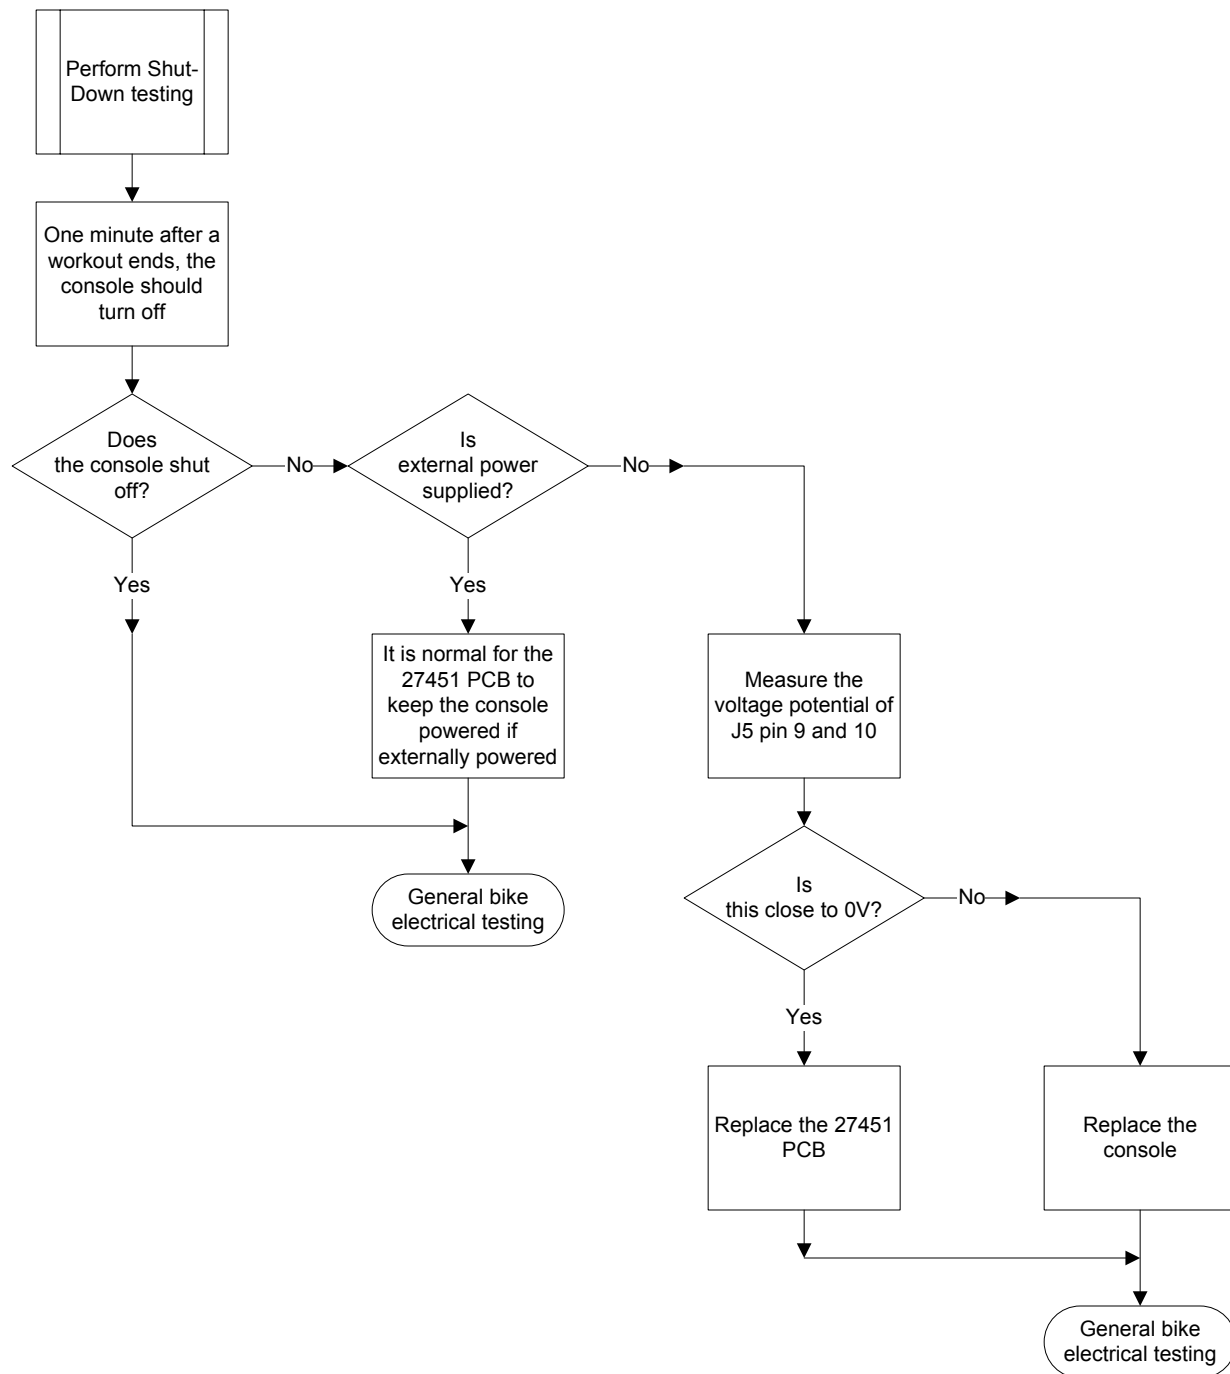 Perform Shut-
Down testing
One minute after a
workout ends, the
console should
turn off
Does
the console shut
off?
No
Is
external power
supplied?
No
Yes
Yes
It is normal for the
27451 PCB to
keep the console
powered if
externally powered
Measure the
voltage potential of
J5 pin 9 and 10
General bike
electrical testing
Is
this close to 0V?
No
Yes
Replace the 27451
PCB
Replace the
console
General bike
electrical testing